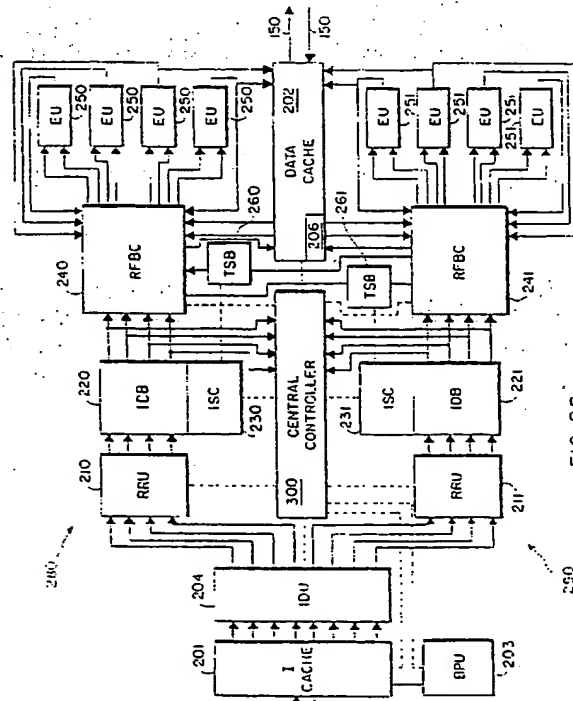 150
150
EU
250
EU
250
EU
250
EU
250
DATA
CACHE
202
206
EU
251
EU
251
EU
251
EU
251
260
261
240
RFBC
TSB
TSB
RFBC
241
220
ICB
ISC
230
CENTRAL
CONTROLLER
300
231
ISC
IDB
221
210
RRU
RRU
211
280
290
204
IDU
201
I
CACHE
BPU
203